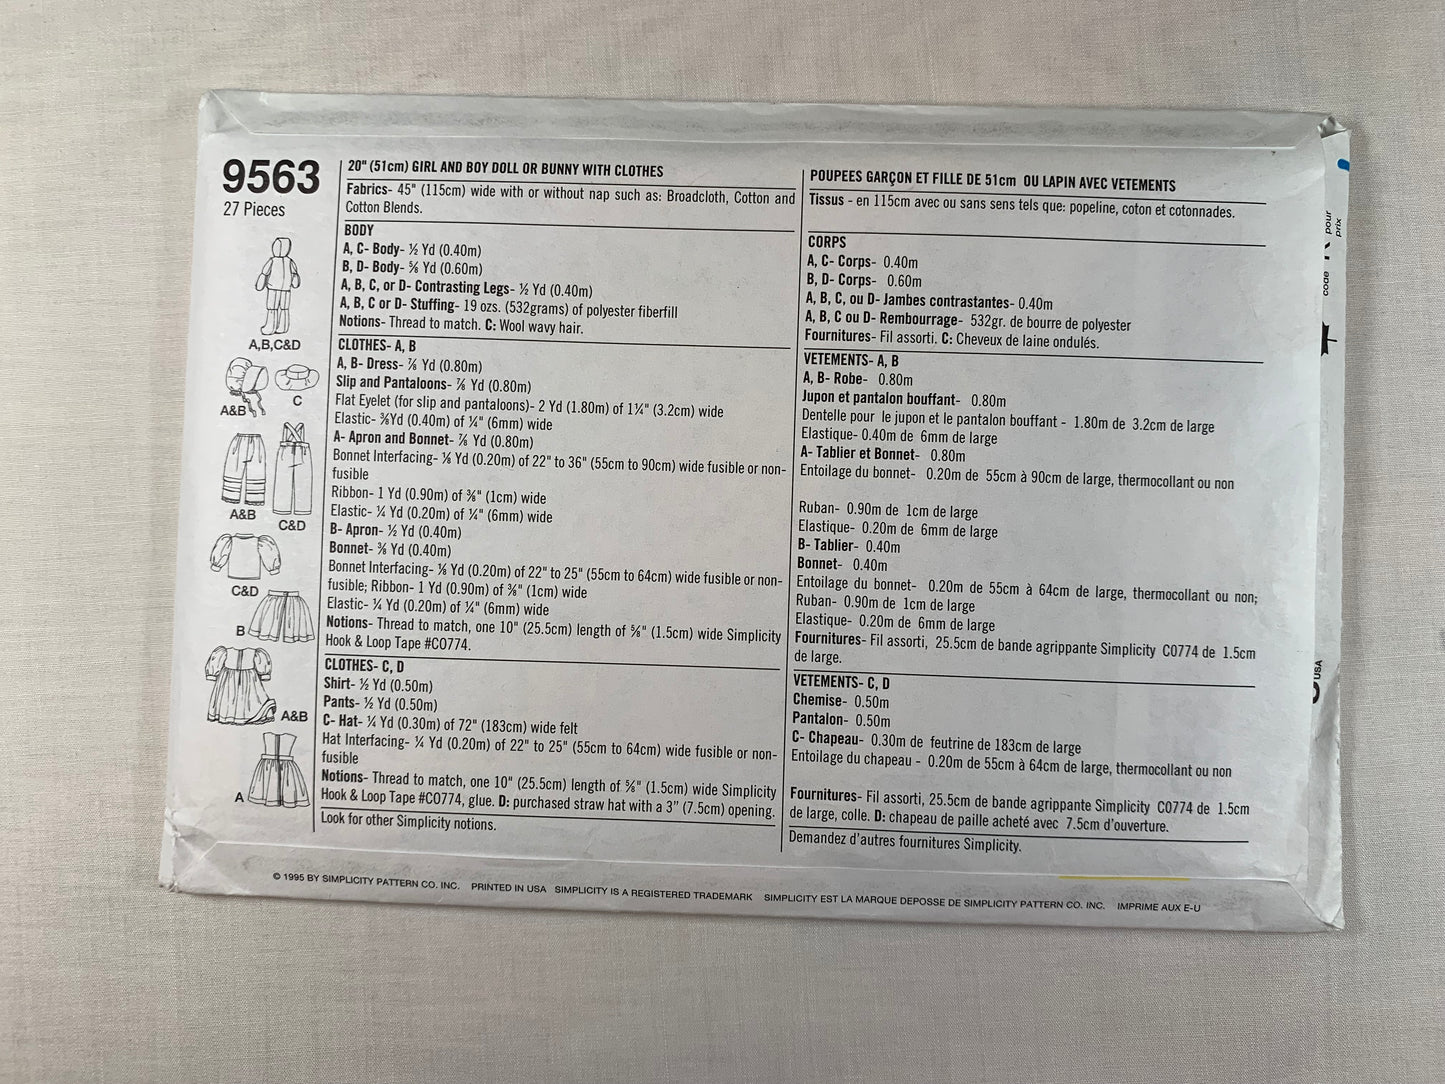 9563
27 Pieces
A,B,C&D
A&B
C
A&B
C&D
C&D
B
A&B
A
20" (51cm) GIRL AND BOY DOLL OR BUNNY WITH CLOTHES
Fabrics- 45" (115cm) wide with or without nap such as: Broadcloth, Cotton and
Cotton Blends.
BODY
A, C- Body- ½ Yd (0.40m)
B, D- Body- ⅝ Yd (0.60m)
A, B, C, or D- Contrasting Legs- ½ Yd (0.40m)
A, B, C or D- Stuffing- 19 ozs. (532grams) of polyester fiberfill
Notions- Thread to match. C: Wool wavy hair.
CLOTHES- A, B
A, B- Dress- ⅞ Yd (0.80m)
Slip and Pantaloons- ⅞ Yd (0.80m)
Flat Eyelet (for slip and pantaloons)- 2 Yd (1.80m) of 1¼" (3.2cm) wide
Elastic- ⅜Yd (0.40m) of ¼" (6mm) wide
A- Apron and Bonnet- ⅞ Yd (0.80m)
Bonnet Interfacing- ⅛ Yd (0.20m) of 22" to 36" (55cm to 90cm) wide fusible or non-
fusible
Ribbon- 1 Yd (0.90m) of ⅜" (1cm) wide
Elastic- ¼ Yd (0.20m) of ¼" (6mm) wide
B- Apron- ½ Yd (0.40m)
Bonnet- ⅜ Yd (0.40m)
Bonnet Interfacing- ⅛ Yd (0.20m) of 22" to 25" (55cm to 64cm) wide fusible or non-
fusible; Ribbon- 1 Yd (0.90m) of ⅜" (1cm) wide
Elastic- ¼ Yd (0.20m) of ¼" (6mm) wide
Notions- Thread to match, one 10" (25.5cm) length of ⅝" (1.5cm) wide Simplicity
Hook & Loop Tape #C0774.
CLOTHES- C, D
Shirt- ½ Yd (0.50m)
Pants- ½ Yd (0.50m)
C- Hat- ¼ Yd (0.30m) of 72" (183cm) wide felt
Hat Interfacing- ¼ Yd (0.20m) of 22" to 25" (55cm to 64cm) wide fusible or non-
fusible
Notions- Thread to match, one 10" (25.5cm) length of ⅝" (1.5cm) wide Simplicity
Hook & Loop Tape #C0774, glue. D: purchased straw hat with a 3" (7.5cm) opening.
Look for other Simplicity notions.
POUPEES GARÇON ET FILLE DE 51cm OU LAPIN AVEC VETEMENTS
Tissus - en 115cm avec ou sans sens tels que: popeline, coton et cotonnades.
CORPS
A, C- Corps- 0.40m
B, D- Corps- 0.60m
A, B, C, ou D- Jambes contrastantes- 0.40m
A, B, C ou D- Rembourrage- 532gr. de bourre de polyester
Fournitures- Fil assorti. C: Cheveux de laine ondulés.
VETEMENTS- A, B
A, B- Robe- 0.80m
Jupon et pantalon bouffant- 0.80m
Dentelle pour le jupon et le pantalon bouffant - 1.80m de 3.2cm de large
Elastique- 0.40m de 6mm de large
A- Tablier et Bonnet- 0.80m
Entoilage du bonnet- 0.20m de 55cm à 90cm de large, thermocollant ou non
Ruban- 0.90m de 1cm de large
Elastique- 0.20m de 6mm de large
B- Tablier- 0.40m
Bonnet- 0.40m
Entoilage du bonnet- 0.20m de 55cm à 64cm de large, thermocollant ou non;
Ruban- 0.90m de 1cm de large
Elastique- 0.20m de 6mm de large
Fournitures- Fil assorti, 25.5cm de bande agrippante Simplicity C0774 de 1.5cm
de large.
VETEMENTS- C, D
Chemise- 0.50m
Pantalon- 0.50m
C- Chapeau- 0.30m de feutrine de 183cm de large
Entoilage du chapeau - 0.20m de 55cm à 64cm de large, thermocollant ou non
Fournitures- Fil assorti, 25.5cm de bande agrippante Simplicity C0774 de 1.5cm
de large, colle. D: chapeau de paille acheté avec 7.5cm d'ouverture.
Demandez d'autres fournitures Simplicity.
© 1995 BY SIMPLICITY PATTERN CO. INC. PRINTED IN USA SIMPLICITY IS A REGISTERED TRADEMARK SIMPLICITY EST LA MARQUE DEPOSSE DE SIMPLICITY PATTERN CO. INC. IMPRIME AUX E-U
pour
prix
code
USA